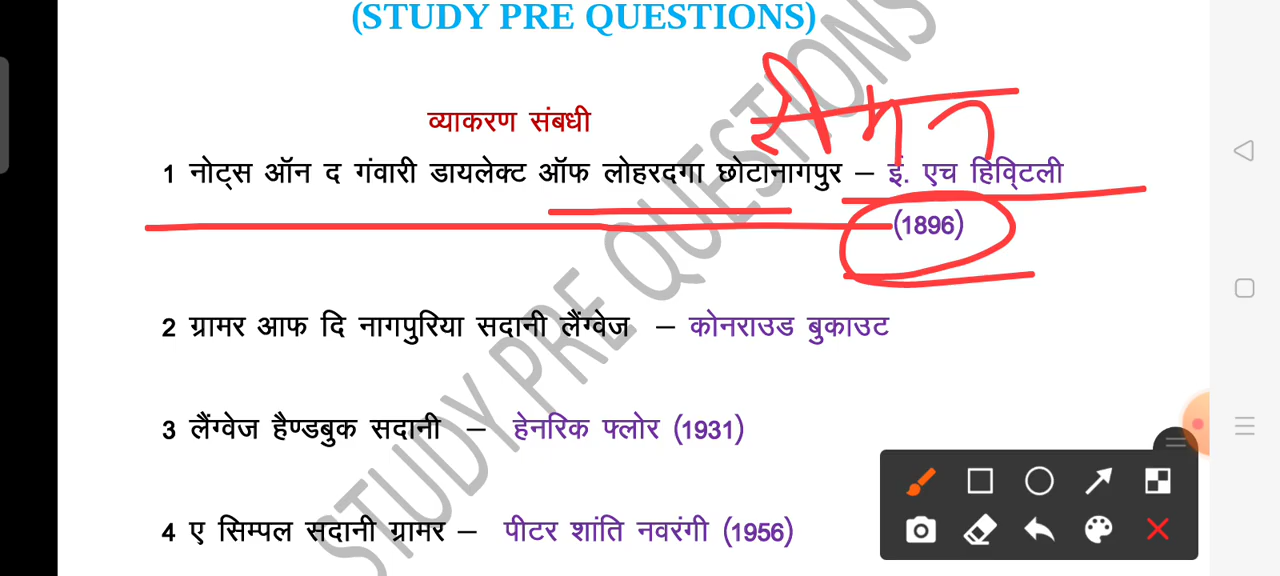 (STUDY PRE QUESTIONS)
व्याकरण संबधी
1 नोट्स ऑन द गंवारी डायलेक्ट ऑफ लोहरदगा छोटानागपुर – ई. एच हिव्टिली
(1896)
2 ग्रामर आफ दि नागपुरिया सदानी लैंग्वेज – कोनराउड बुकाउट
3 लैंग्वेज हैण्डबुक सदानी – हेनरिक फ्लोर (1931)
4 ए सिम्पल सदानी ग्रामर – पीटर शांति नवरंगी (1956)
STUDY PRE QUESTIONS